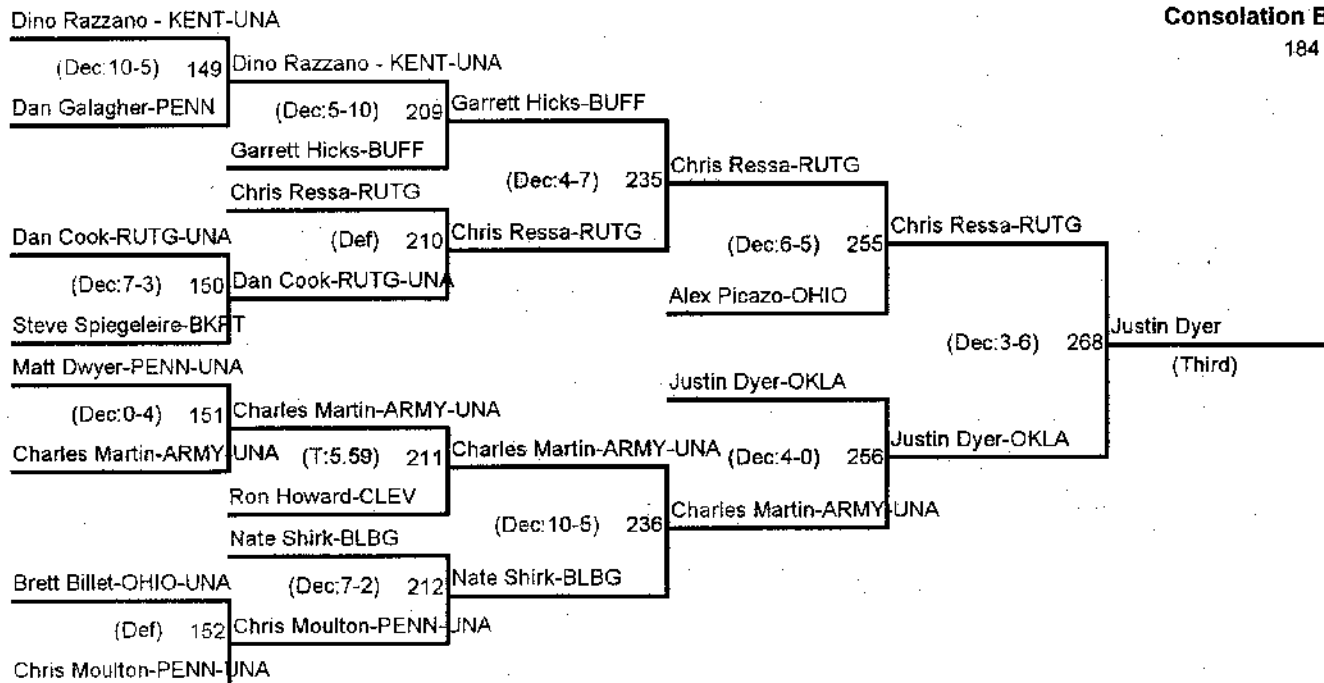 Consolation B
184
Dino Razzano - KENT-UNA
(Dec:10-5) 149
Dan Galagher-PENN
Dino Razzano - KENT-UNA
(Dec:5-10) 209
Garrett Hicks-BUFF
Garrett Hicks-BUFF
(Dec:4-7) 235
Chris Ressa-RUTG
Chris Ressa-RUTG
Dan Cook-RUTG-UNA
(Dec:7-3) 150
Steve Spiegeleire-BKPT
(Def) 210
Dan Cook-RUTG-UNA
Chris Ressa-RUTG
(Dec:6-5) 255
Alex Picazo-OHIO
Chris Ressa-RUTG
(Dec:3-6) 268
Justin Dyer
(Third)
Matt Dwyer-PENN-UNA
(Dec:0-4) 151
Charles Martin-ARMY-UNA
Charles Martin-ARMY-UNA
(T:5.59) 211
Ron Howard-CLEV
Charles Martin-ARMY-UNA
(Dec:10-5) 236
Nate Shirk-BLBG
Justin Dyer-OKLA
(Dec:4-0) 256
Charles Martin-ARMY-UNA
Justin Dyer-OKLA
Nate Shirk-BLBG
(Dec:7-2) 212
Chris Moulton-PENN-UNA
Brett Billet-OHIO-UNA
(Def) 152
Chris Moulton-PENN-UNA